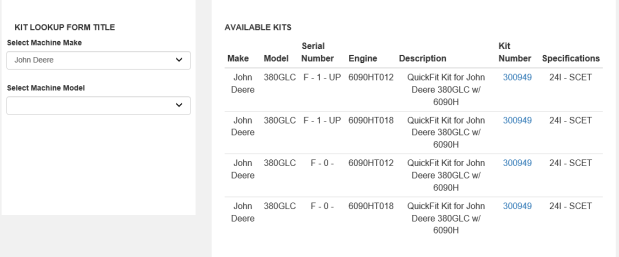 KIT LOOKUP FORM TITLE
Select Machine Make
John Deere
Select Machine Model
AVAILABLE KITS
Serial Kit
Make Model Number Engine Description Number Specifications
John 380GLC F - 1 - UP 6090HT012 QuickFit Kit for John 300949 24I - SCET
Deere Deere 380GLC w/
6090H
John 380GLC F - 1 - UP 6090HT018 QuickFit Kit for John 300949 24I - SCET
Deere Deere 380GLC w/
6090H
John 380GLC F - 0 - 6090HT012 QuickFit Kit for John 300949 24I - SCET
Deere Deere 380GLC w/
6090H
John 380GLC F - 0 - 6090HT018 QuickFit Kit for John 300949 24I - SCET
Deere Deere 380GLC w/
6090H